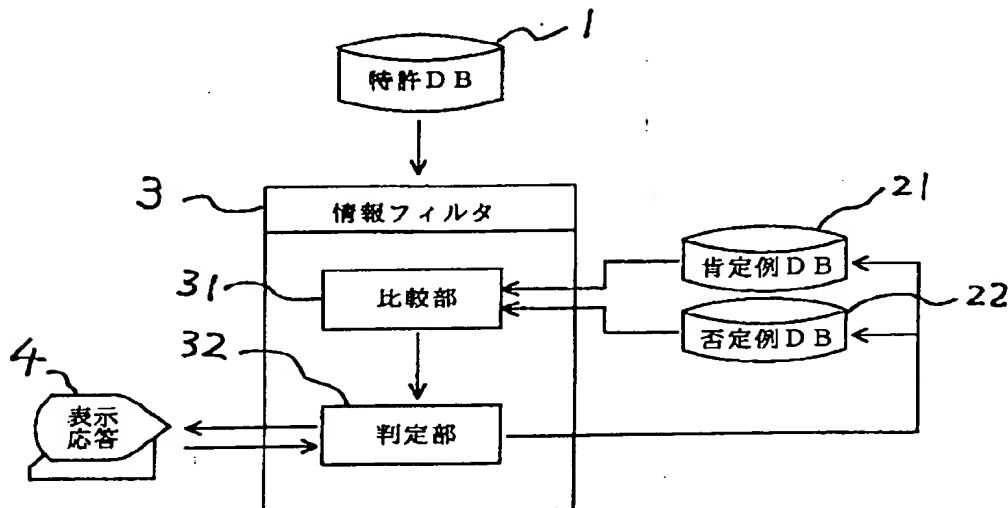 1
特許DB
3
情報フィルタ
21
肯定例DB
31
比較部
22
否定例DB
32
4
表示
応答
判定部